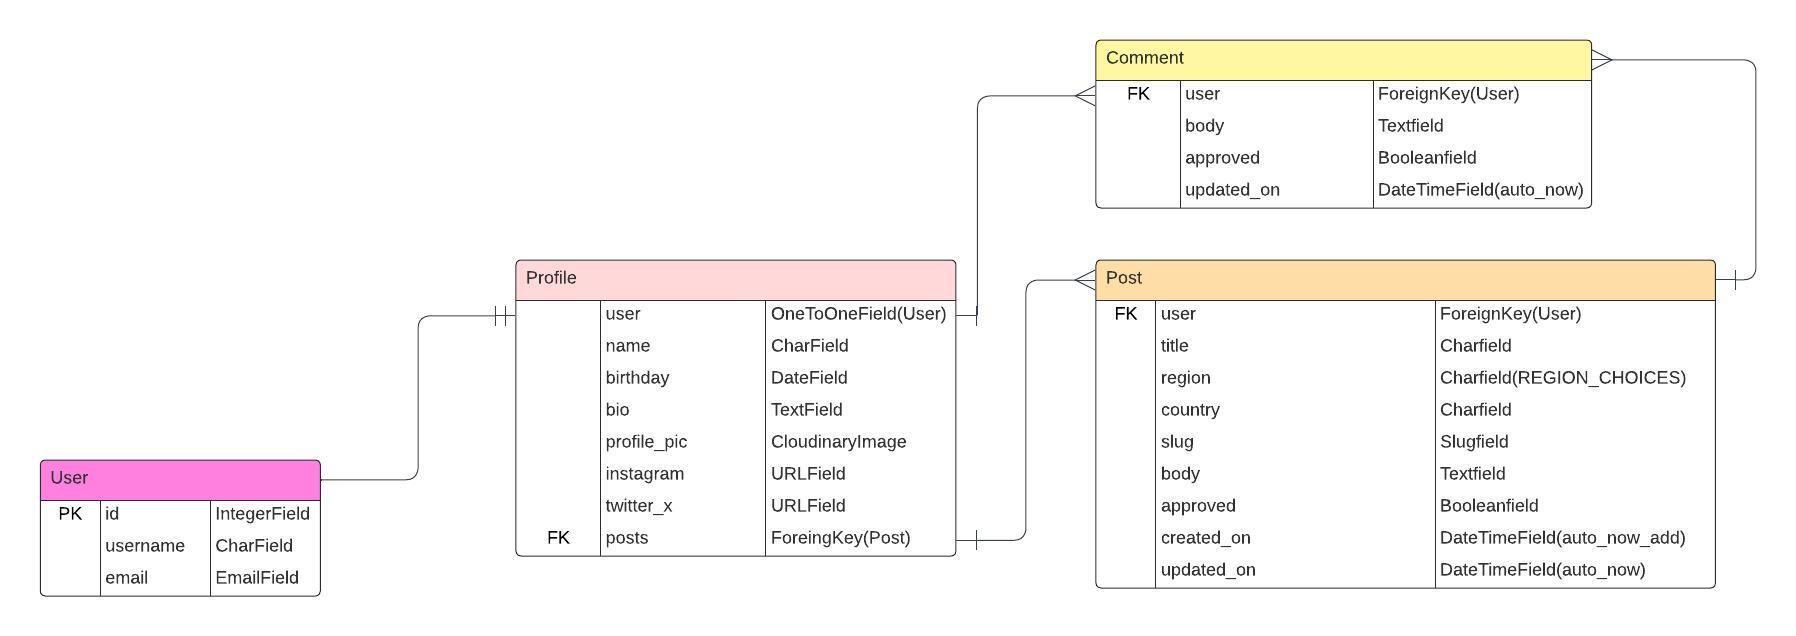 Comment
FK user ForeignKey(User)
body Textfield
approved Booleanfield
updated_on DateTimeField(auto_now)
Profile
user OneToOneField(User)
name CharField
birthday DateField
bio TextField
profile_pic CloudinaryImage
instagram URLField
twitter_x URLField
FK posts ForeingKey(Post)
Post
FK user ForeignKey(User)
title Charfield
region Charfield(REGION_CHOICES)
country Charfield
slug Slugfield
body Textfield
approved Booleanfield
created_on DateTimeField(auto_now_add)
updated_on DateTimeField(auto_now)
User
PK id IntegerField
username CharField
email EmailField